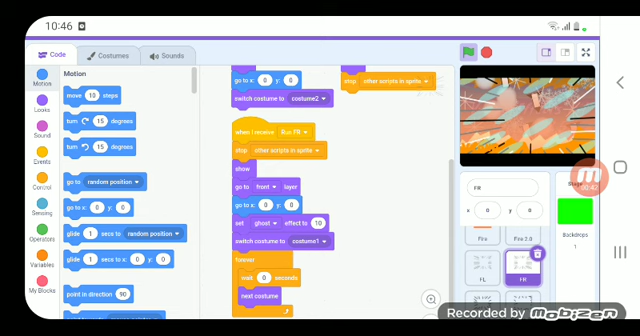 10:46
Code
Costumes
Sounds
Motion
Looks
Sound
Events
Control
Sensing
Operators
Variables
My Blocks
Motion
move 10 steps
turn 15 degrees
turn 15 degrees
go to random position
go to x: 0 y: 0
glide 1 secs to random position
glide 1 secs to x: 0 y: 0
point in direction 90
go to x: 0 y: 0
switch costume to costume2
stop other scripts in sprite
when I receive Run FR
stop other scripts in sprite
show
go to front layer
go to x: 0 y: 0
set ghost effect to 10
switch costume to costume1
forever
wait 0 seconds
next costume
00:42
FR
x 0 y 0
Fire
Fire 2.0
FL
FR
Backdrops
1
Recorded by Mobizen